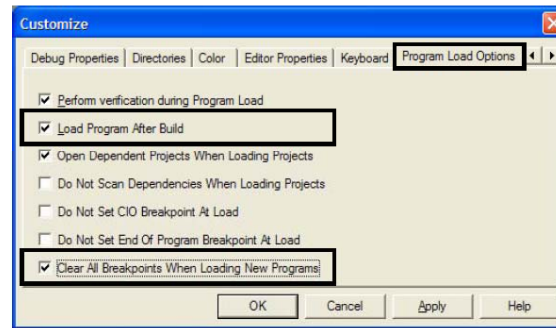 Customize
Debug Properties Directories Color Editor Properties Keyboard Program Load Options
Perform verification during Program Load
Load Program After Build
Open Dependent Projects When Loading Projects
Do Not Scan Dependencies When Loading Projects
Do Not Set CIO Breakpoint At Load
Do Not Set End Of Program Breakpoint At Load
Clear All Breakpoints When Loading New Programs
OK Cancel Apply Help